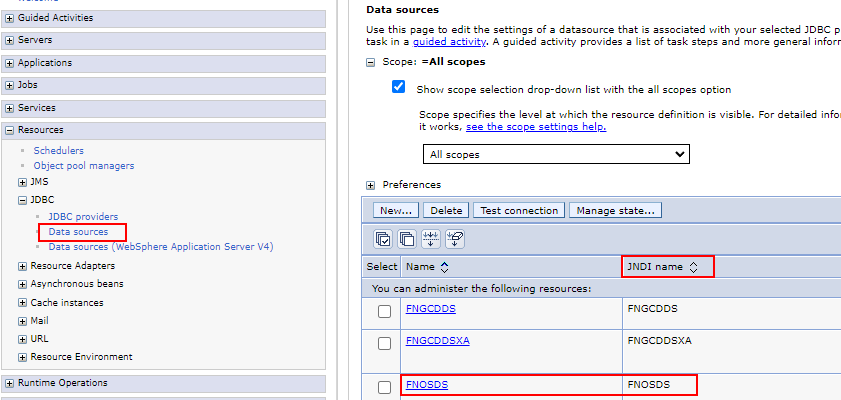 Welcome
Guided Activities
Servers
Applications
Jobs
Services
Resources
Schedulers
Object pool managers
JMS
JDBC
JDBC providers
Data sources
Data sources (WebSphere Application Server V4)
Resource Adapters
Asynchronous beans
Cache instances
Mail
URL
Resource Environment
Runtime Operations
Data sources
Use this page to edit the settings of a datasource that is associated with your selected JDBC p
task in a guided activity. A guided activity provides a list of task steps and more general infor
Scope: =All scopes
Show scope selection drop-down list with the all scopes option
Scope specifies the level at which the resource definition is visible. For detailed info
it works, see the scope settings help.
All scopes
Preferences
New... Delete Test connection Manage state...
Select Name JNDI name
You can administer the following resources:
FNGCDDS FNGCDDS
FNGCDDSXA FNGCDDSXA
FNOSDS FNOSDS